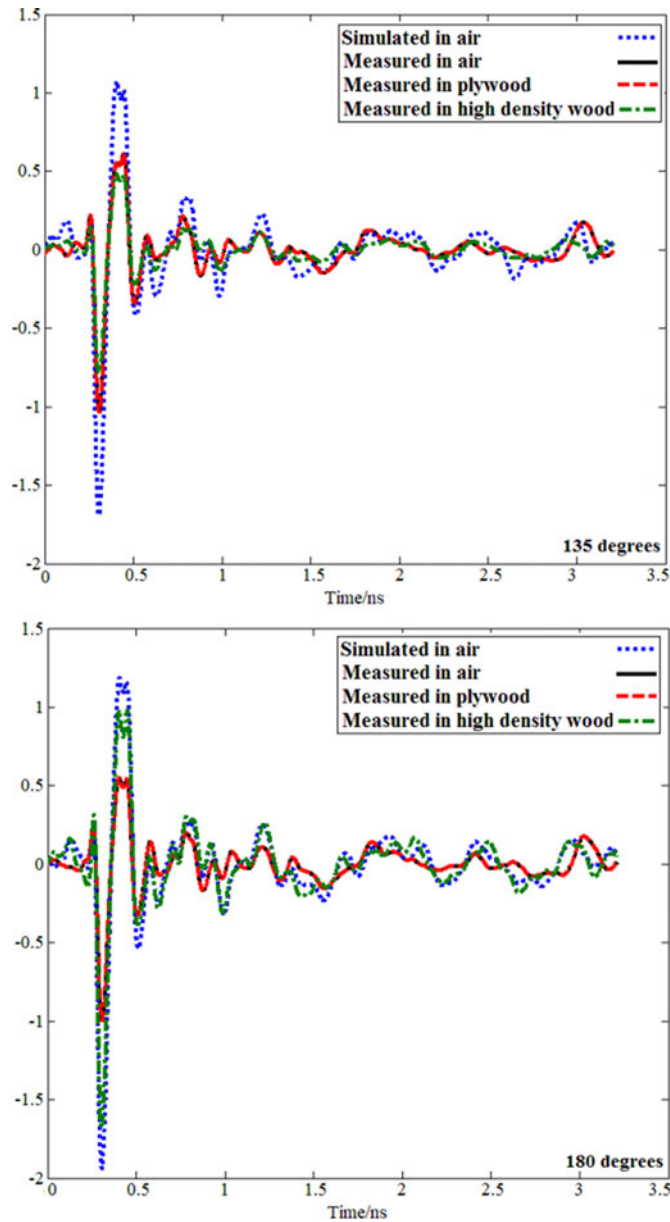 1.5
Simulated in air
Measured in air
Measured in plywood
Measured in high density wood
1
0.5
0
-0.5
-1
-1.5
-2
135 degrees
0 0.5 1 1.5 2 2.5 3 3.5
Time/ns
1.5
Simulated in air
Measured in air
Measured in plywood
Measured in high density wood
1
0.5
0
-0.5
-1
-1.5
-2
180 degrees
0 0.5 1 1.5 2 2.5 3 3.5
Time/ns